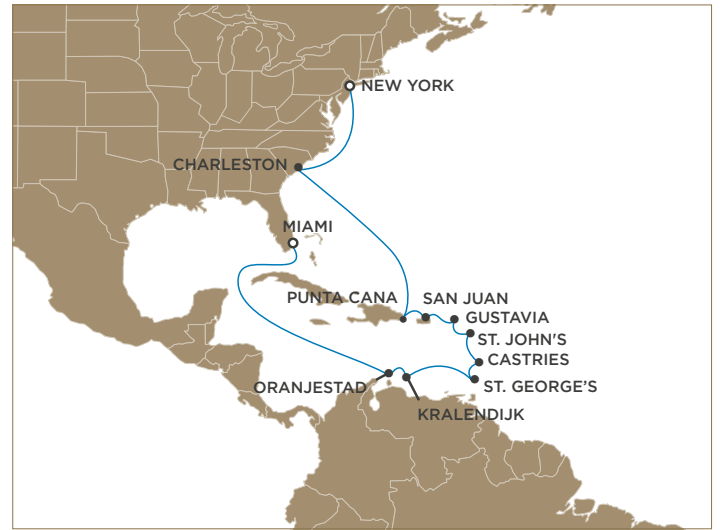 NEW YORK
CHARLESTON
MIAMI
PUNTA CANA
SAN JUAN
GUSTAVIA
ST. JOHN'S
CASTRIES
ST. GEORGE’S
ORANJESTAD
KRALENDIJK